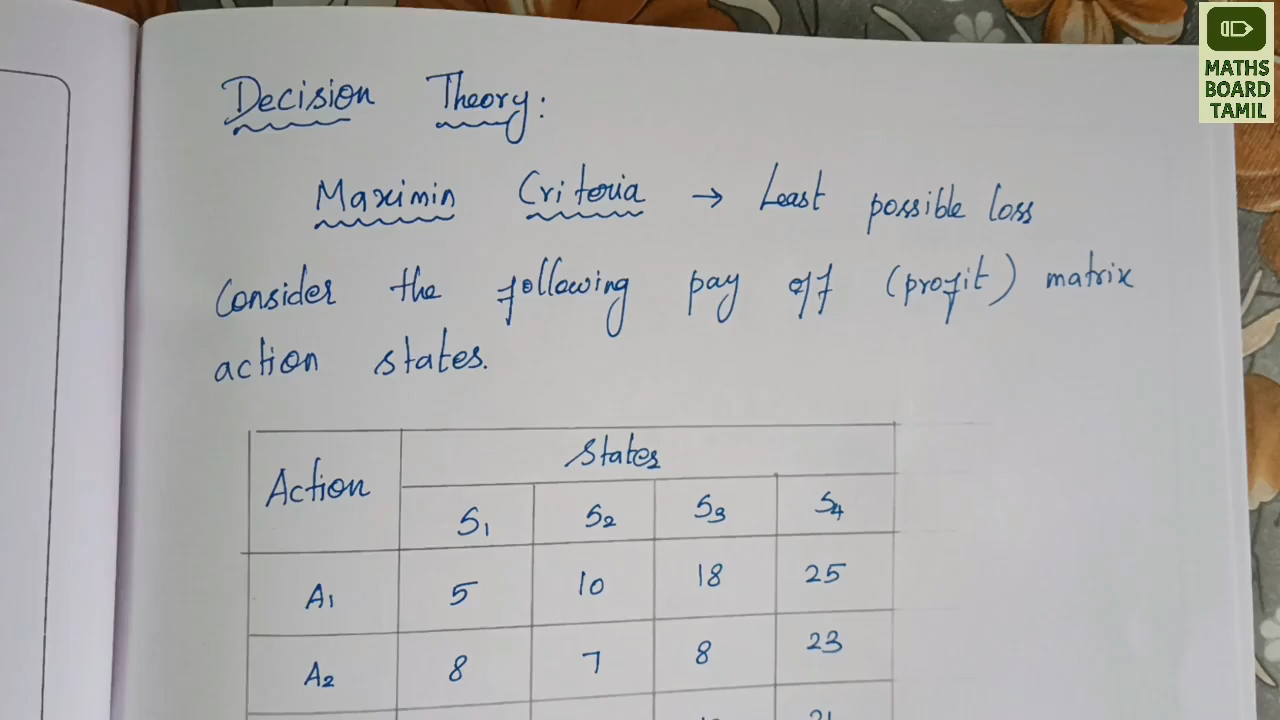 MATHS
BOARD
TAMIL
Decision Theory:
Maximin Criteria → Least possible loss
Consider the following pay off (profit) matrix
action states.
Action States
S₁ S₂ S₃ S₄
A₁ 5 10 18 25
A₂ 8 7 8 23